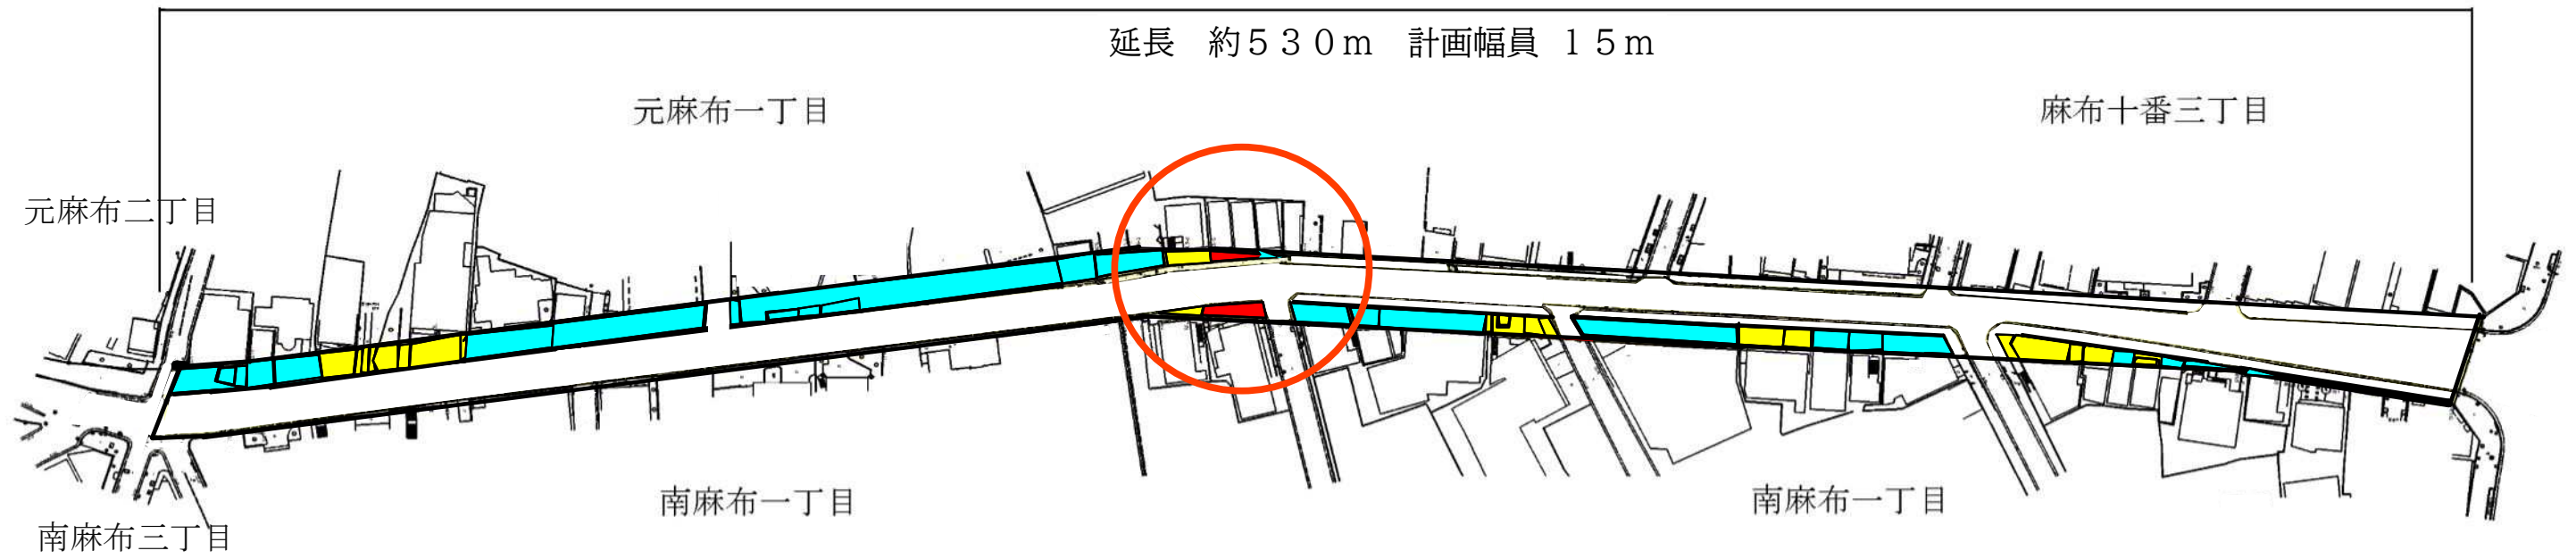 延長　約５３０ｍ　計画幅員　１５ｍ
元麻布一丁目
麻布十番三丁目
元麻布二丁目
南麻布一丁目
南麻布一丁目
南麻布三丁目